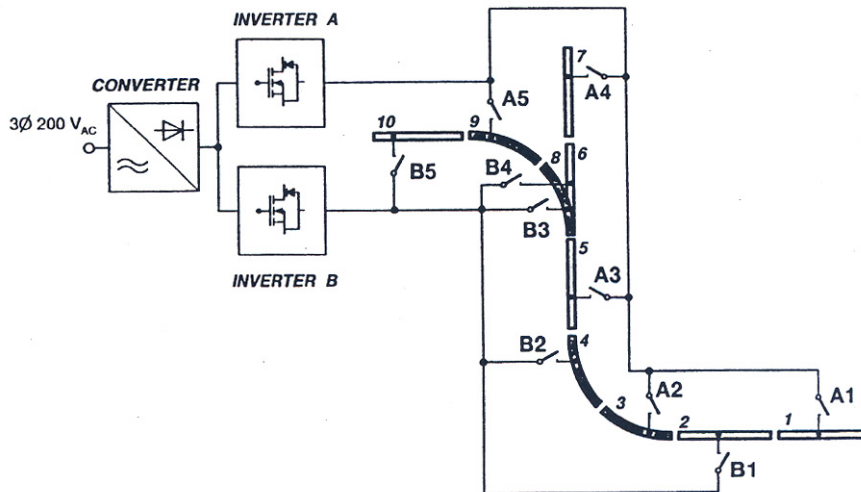 INVERTER A
CONVERTER
3Ø 200 VAC
INVERTER B
A5
7
A4
10
9
8
6
B5
B4
B3
5
A3
B2
4
3
A2
2
1
A1
B1